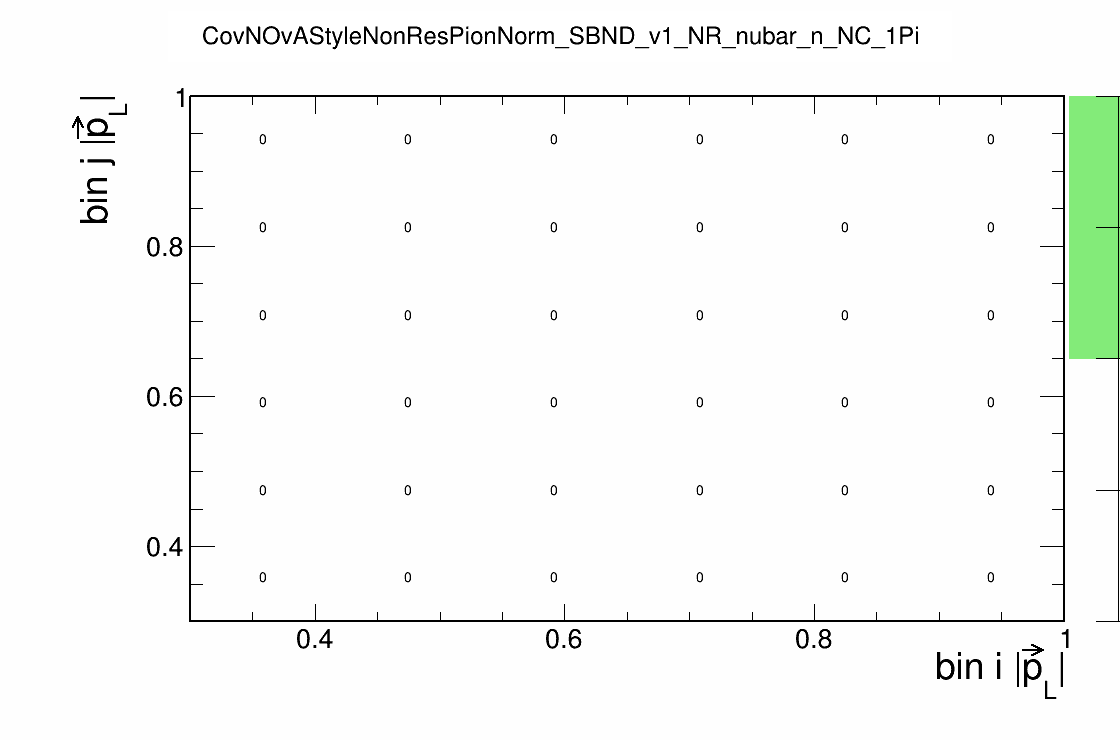 CovNOvAStyleNonResPionNorm_SBND_v1_NR_nubar_n_NC_1Pi
bin j |p⃗_L|
1
0 0 0 0 0 0
0.8
0 0 0 0 0 0
0 0 0 0 0 0
0.6
0 0 0 0 0 0
0 0 0 0 0 0
0.4
0 0 0 0 0 0
0.4 0.6 0.8 1
bin i |p⃗_L|